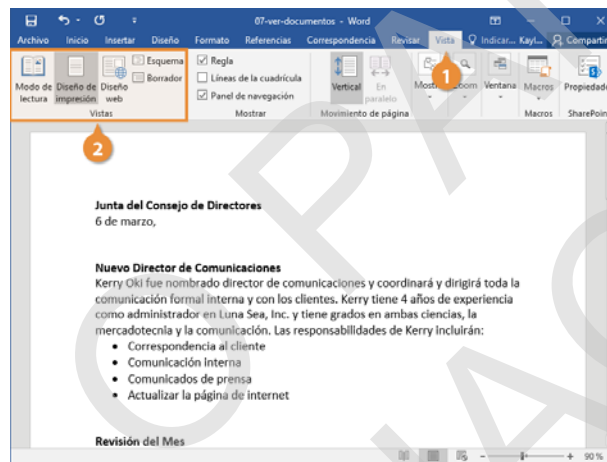 07-ver-documentos - Word
Archivo Inicio Insertar Diseño Formato Referencias Correspondencia Revisar Vista Indicar... Kayl... Compartir
Modo de lectura
Diseño de impresión
Diseño web
Esquema
Borrador
Vistas
Regla
Líneas de la cuadrícula
Panel de navegación
Mostrar
Vertical
En paralelo
Movimiento de página
Ventana
Macros
Macros
Propiedade
SharePoin
1
2
Junta del Consejo de Directores
6 de marzo,
Nuevo Director de Comunicaciones
Kerry Oki fue nombrado director de comunicaciones y coordinará y dirigirá toda la
comunicación formal interna y con los clientes. Kerry tiene 4 años de experiencia
como administrador en Luna Sea, Inc. y tiene grados en ambas ciencias, la
mercadotecnia y la comunicación. Las responsabilidades de Kerry incluirán:
• Correspondencia al cliente
• Comunicación interna
• Comunicados de prensa
• Actualizar la página de internet
Revisión del Mes
90 %